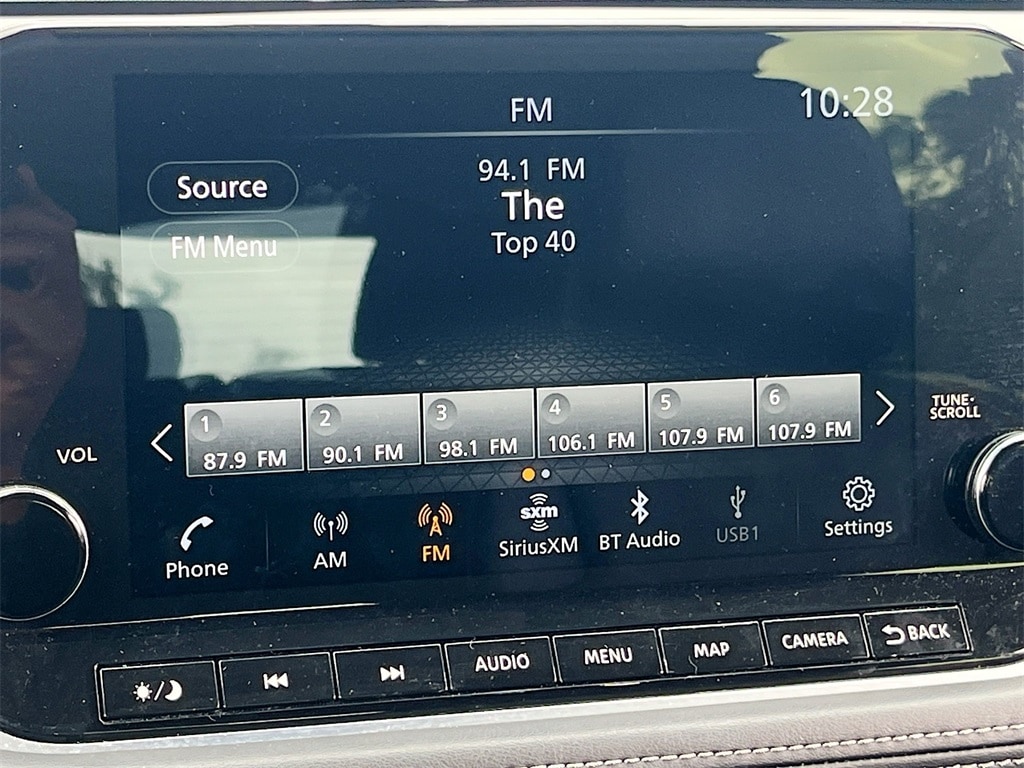 FM
10:28
94.1 FM
Source
The
FM Menu
Top 40
1 2 3 4 5 6
87.9 FM 90.1 FM 98.1 FM 106.1 FM 107.9 FM 107.9 FM
TUNE·
SCROLL
VOL
sxm
Phone AM FM SiriusXM BT Audio USB1 Settings
AUDIO MENU MAP CAMERA BACK